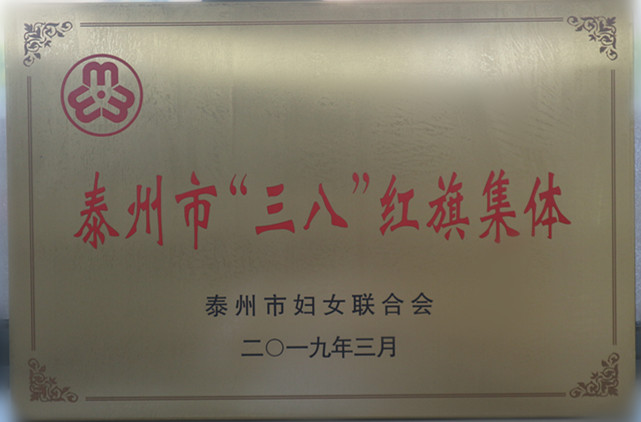 泰州市“三八”红旗集体
泰州市妇女联合会
二〇一九年三月